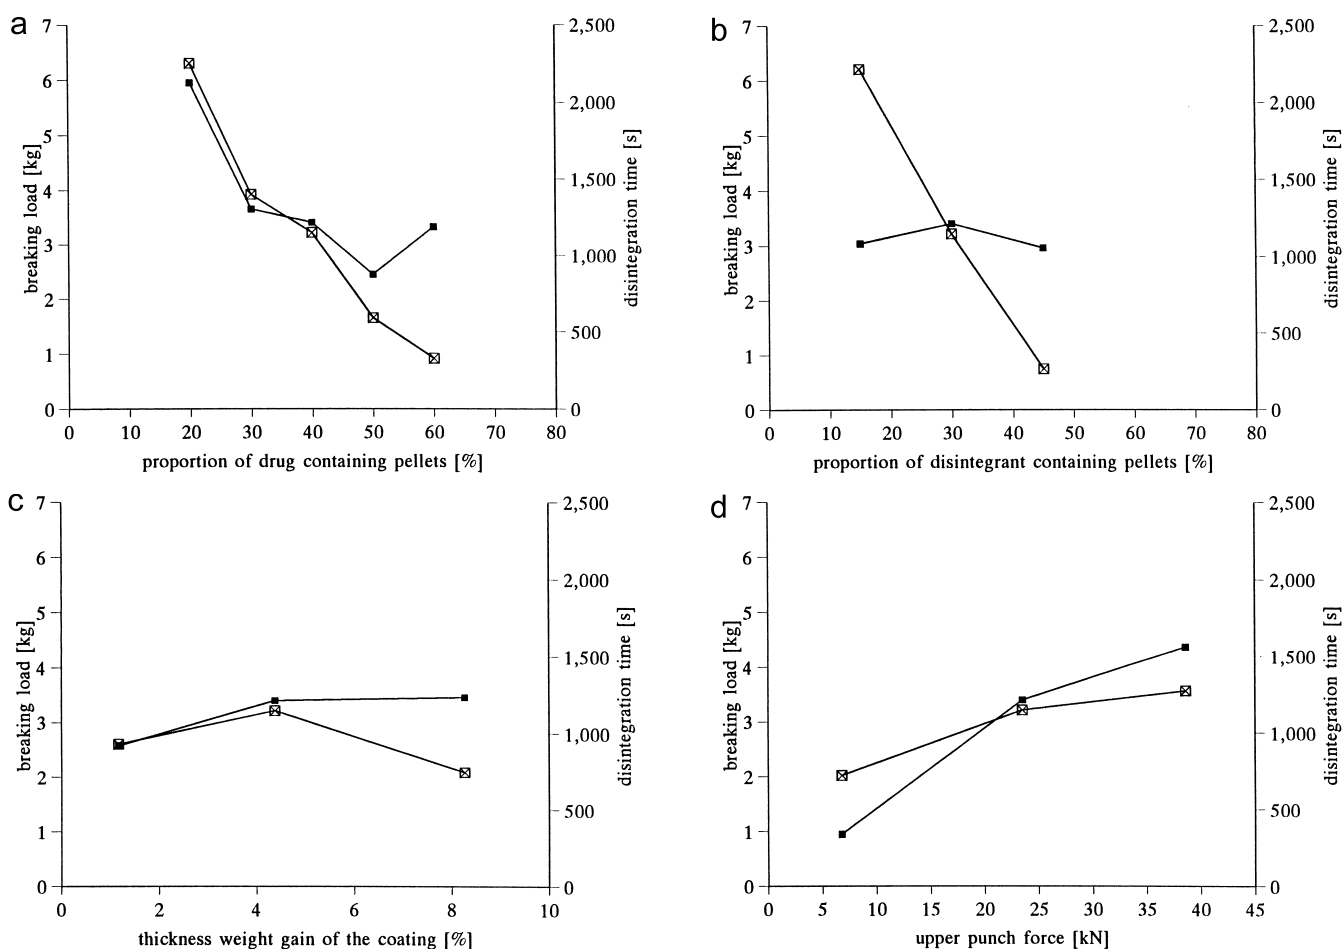 a
7
6
5
4
3
2
1
0
breaking load [kg]
2,500
2,000
1,500
1,000
500
0
disintegration time [s]
0 10 20 30 40 50 60 70 80
proportion of drug containing pellets [%]
b
7
6
5
4
3
2
1
0
breaking load [kg]
2,500
2,000
1,500
1,000
500
0
disintegration time [s]
0 10 20 30 40 50 60 70 80
proportion of disintegrant containing pellets [%]
c
7
6
5
4
3
2
1
0
breaking load [kg]
2,500
2,000
1,500
1,000
500
0
disintegration time [s]
0 2 4 6 8 10
thickness weight gain of the coating [%]
d
7
6
5
4
3
2
1
0
breaking load [kg]
2,500
2,000
1,500
1,000
500
0
disintegration time [s]
0 5 10 15 20 25 30 35 40 45
upper punch force [kN]